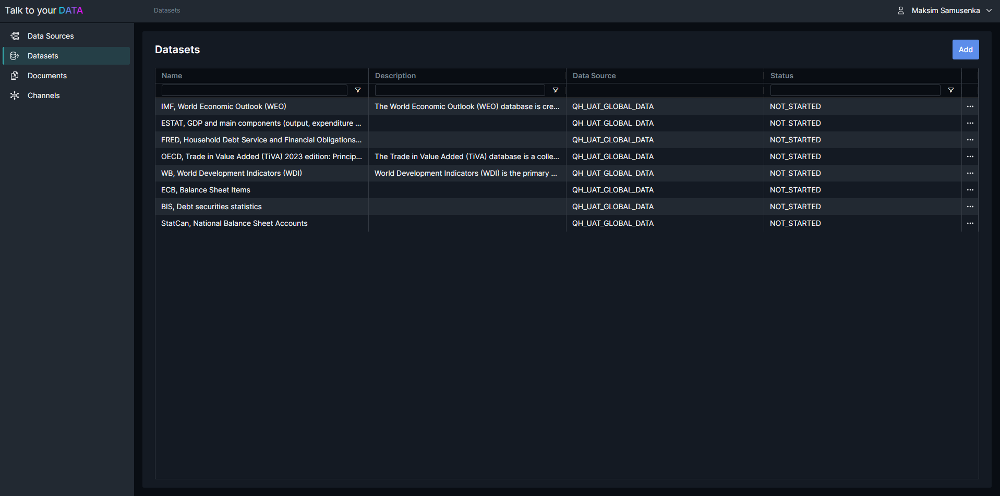 Talk to your DATA
Datasets
Maksim Samusenka
Data Sources
Datasets
Documents
Channels
Datasets
Add
Name Description Data Source Status
IMF, World Economic Outlook (WEO) The World Economic Outlook (WEO) database is cre... QH_UAT_GLOBAL_DATA NOT_STARTED
ESTAT, GDP and main components (output, expenditure ... QH_UAT_GLOBAL_DATA NOT_STARTED
FRED, Household Debt Service and Financial Obligations... QH_UAT_GLOBAL_DATA NOT_STARTED
OECD, Trade in Value Added (TiVA) 2023 edition: Princip... The Trade in Value Added (TiVA) database is a colle... QH_UAT_GLOBAL_DATA NOT_STARTED
WB, World Development Indicators (WDI) World Development Indicators (WDI) is the primary ... QH_UAT_GLOBAL_DATA NOT_STARTED
ECB, Balance Sheet Items QH_UAT_GLOBAL_DATA NOT_STARTED
BIS, Debt securities statistics QH_UAT_GLOBAL_DATA NOT_STARTED
StatCan, National Balance Sheet Accounts QH_UAT_GLOBAL_DATA NOT_STARTED